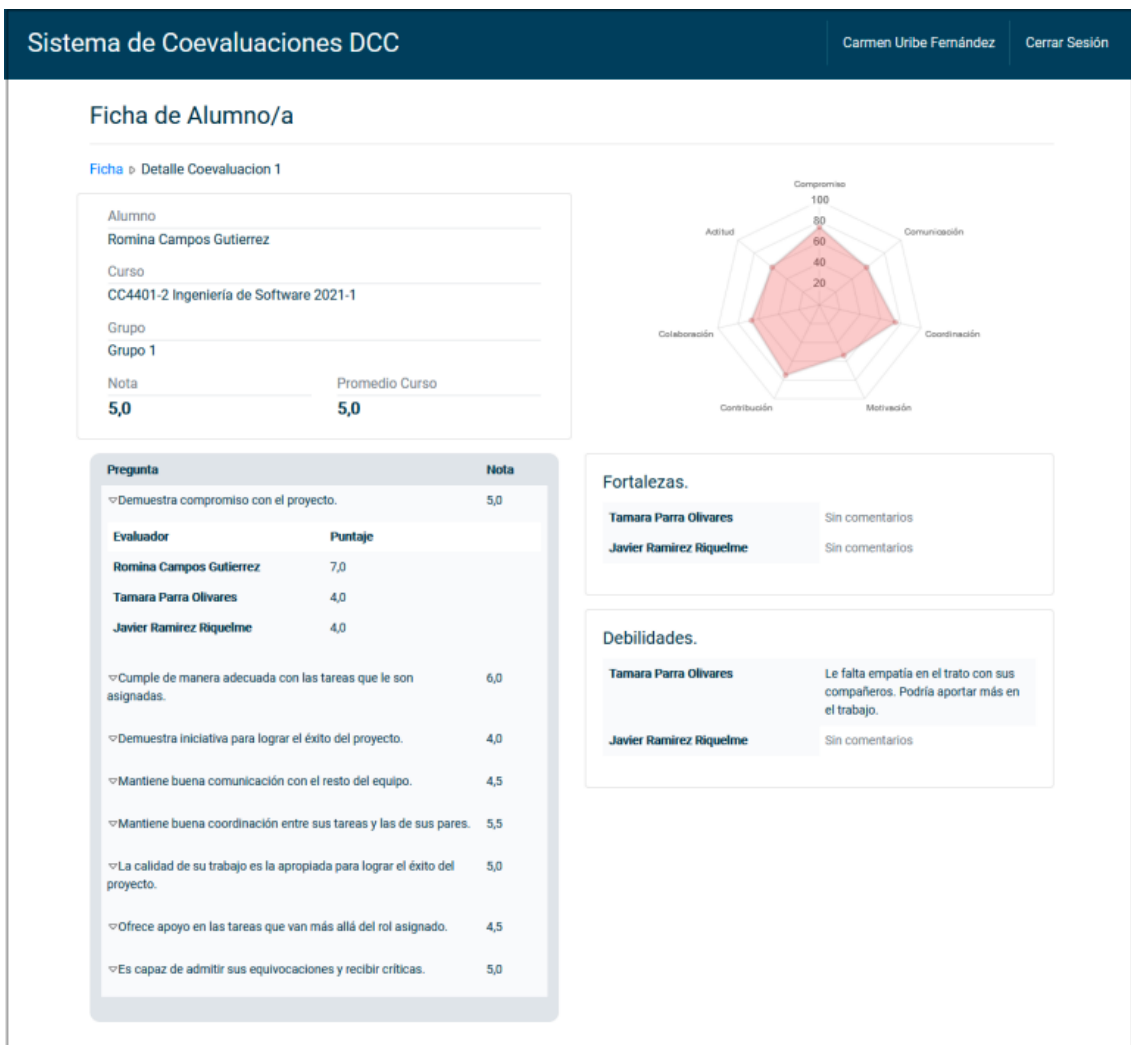 Sistema de Coevaluaciones DCC
Carmen Uribe Fernández
Cerrar Sesión
Ficha de Alumno/a
Ficha ▹ Detalle Coevaluacion 1
Alumno
Romina Campos Gutierrez
Curso
CC4401-2 Ingeniería de Software 2021-1
Grupo
Grupo 1
Nota
Promedio Curso
5,0
5,0
Compromiso
100
80
60
40
20
Actitud
Comunicación
Colaboración
Coordinación
Contribución
Motivación
Pregunta Nota
▿Demuestra compromiso con el proyecto. 5,0
Evaluador Puntaje
Romina Campos Gutierrez 7,0
Tamara Parra Olivares 4,0
Javier Ramirez Riquelme 4,0
▿Cumple de manera adecuada con las tareas que le son 6,0
asignadas.
▿Demuestra iniciativa para lograr el éxito del proyecto. 4,0
▿Mantiene buena comunicación con el resto del equipo. 4,5
▿Mantiene buena coordinación entre sus tareas y las de sus pares. 5,5
▿La calidad de su trabajo es la apropiada para lograr el éxito del 5,0
proyecto.
▿Ofrece apoyo en las tareas que van más allá del rol asignado. 4,5
▿Es capaz de admitir sus equivocaciones y recibir críticas. 5,0
Fortalezas.
Tamara Parra Olivares Sin comentarios
Javier Ramirez Riquelme Sin comentarios
Debilidades.
Tamara Parra Olivares Le falta empatía en el trato con sus
compañeros. Podría aportar más en
el trabajo.
Javier Ramirez Riquelme Sin comentarios